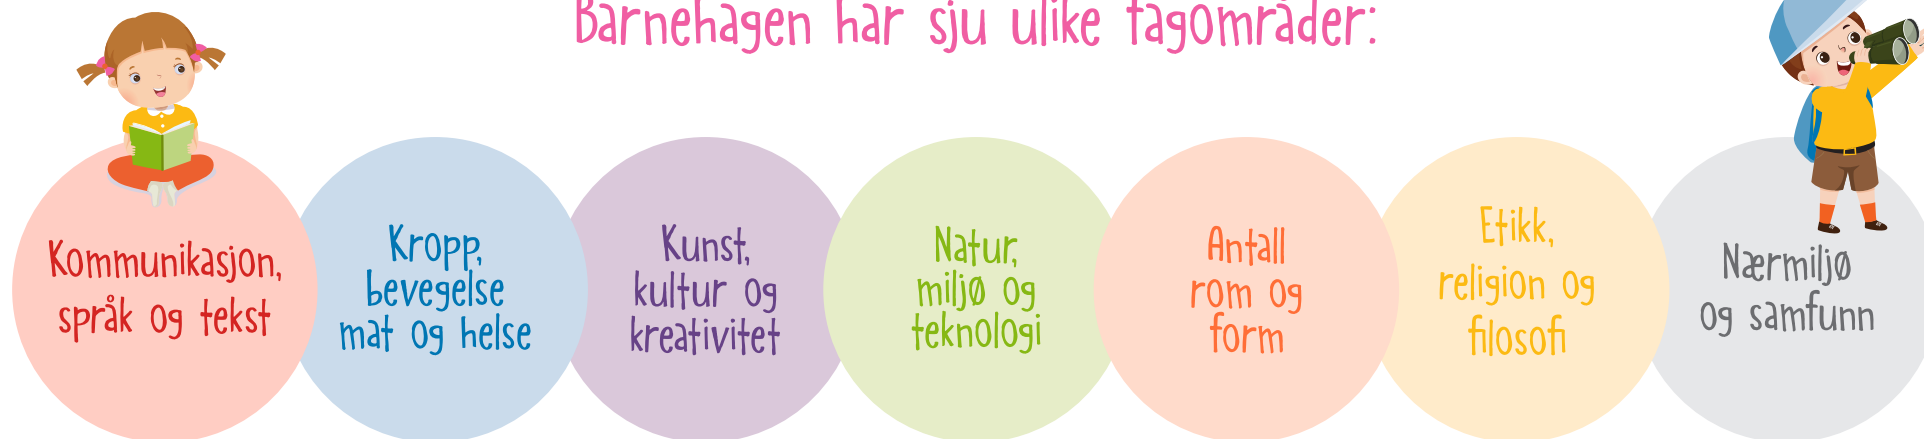 Barnehagen har sju ulike fagområder:
Kommunikasjon,
språk og tekst
Kropp,
bevegelse
mat og helse
Kunst,
kultur og
kreativitet
Natur,
miljø og
teknologi
Antall
rom og
form
Etikk,
religion og
filosofi
Nærmiljø
og samfunn